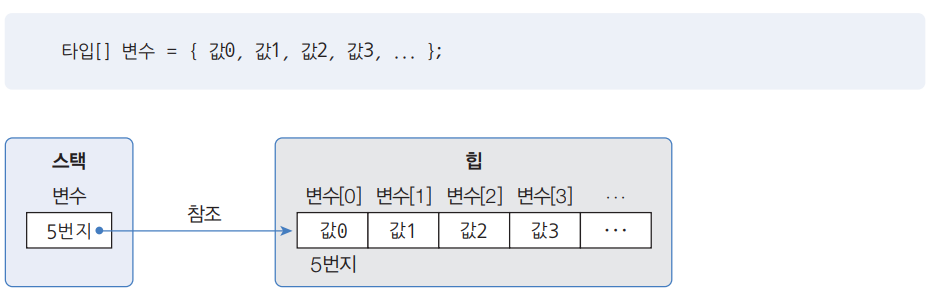 타입[] 변수 = { 값0, 값1, 값2, 값3, ... };
스택
힙
변수
변수[0] 변수[1] 변수[2] 변수[3] ...
참조
5번지
값0 값1 값2 값3 ...
5번지